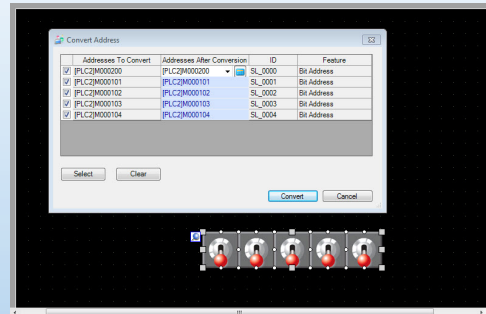 Convert Address
Addresses To Convert Addresses After Conversion ID Feature
[PLC2]M000200 [PLC2]M000200 SL_0000 Bit Address
[PLC2]M000101 [PLC2]M000101 SL_0001 Bit Address
[PLC2]M000102 [PLC2]M000102 SL_0002 Bit Address
[PLC2]M000103 [PLC2]M000103 SL_0003 Bit Address
[PLC2]M000104 [PLC2]M000104 SL_0004 Bit Address
Select Clear
Convert Cancel